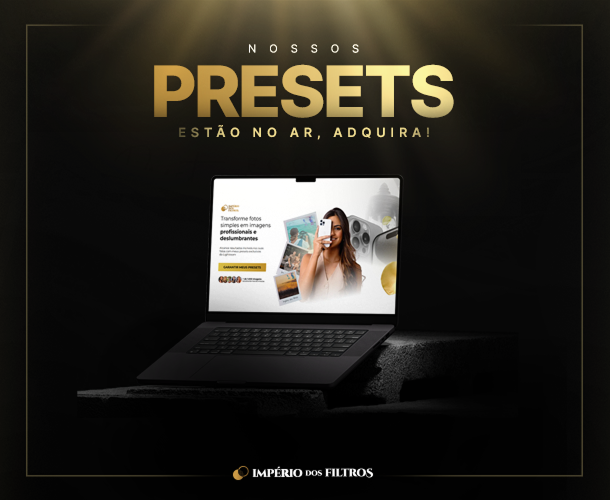 NOSSOS
PRESETS
ESTÃO NO AR, ADQUIRA!
Transforme fotos
simples em imagens
profissionais e
deslumbrantes
GARANTIR MEUS PRESETS
IMPÉRIO DOS FILTROS